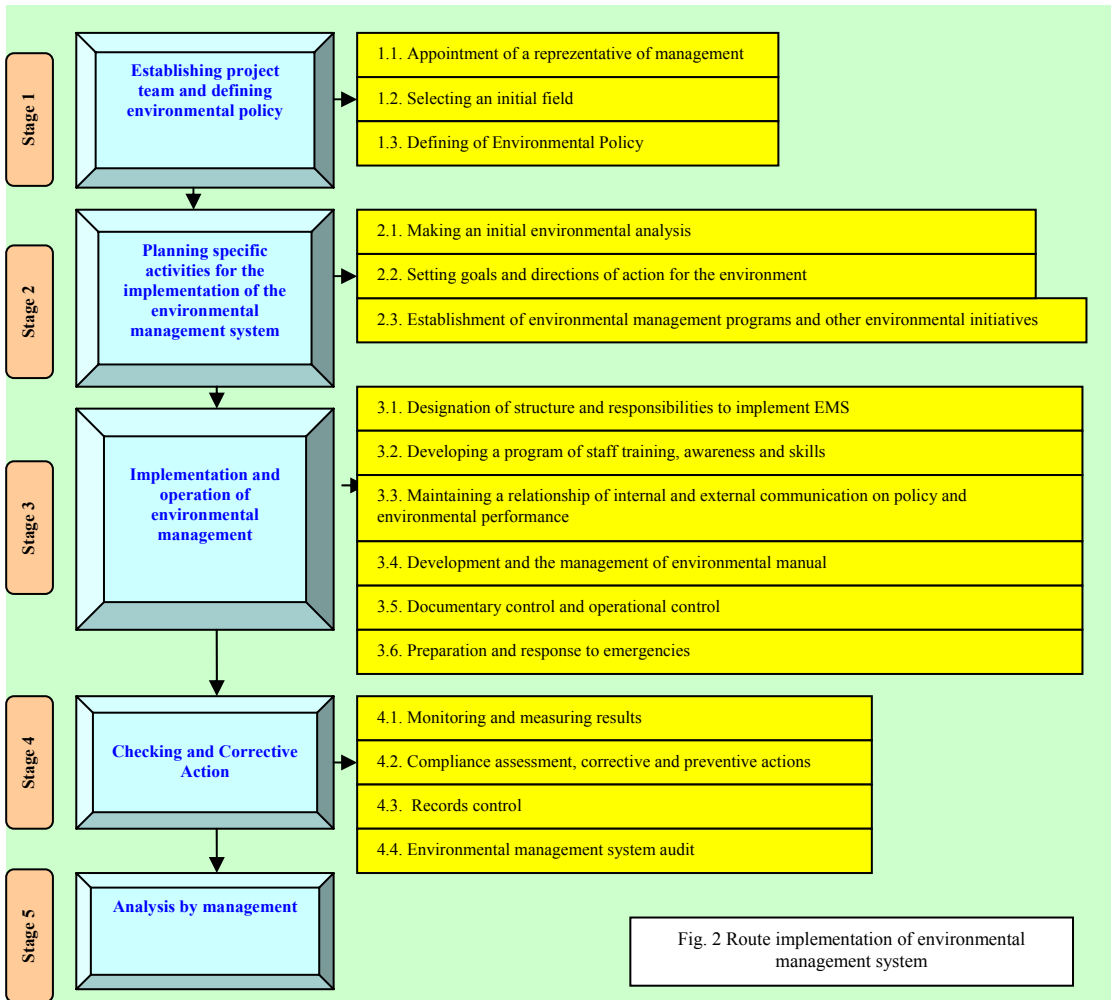 Stage 1
Establishing project
team and defining
environmental policy
1.1. Appointment of a reprezentative of management
1.2. Selecting an initial field
1.3. Defining of Environmental Policy
Stage 2
Planning specific
activities for the
implementation of the
environmental
management system
2.1. Making an initial environmental analysis
2.2. Setting goals and directions of action for the environment
2.3. Establishment of environmental management programs and other environmental initiatives
Stage 3
Implementation and
operation of
environmental
management
3.1. Designation of structure and responsibilities to implement EMS
3.2. Developing a program of staff training, awareness and skills
3.3. Maintaining a relationship of internal and external communication on policy and
environmental performance
3.4. Development and the management of environmental manual
3.5. Documentary control and operational control
3.6. Preparation and response to emergencies
Stage 4
Checking and Corrective
Action
4.1. Monitoring and measuring results
4.2. Compliance assessment, corrective and preventive actions
4.3. Records control
4.4. Environmental management system audit
Stage 5
Analysis by management
Fig. 2 Route implementation of environmental
management system